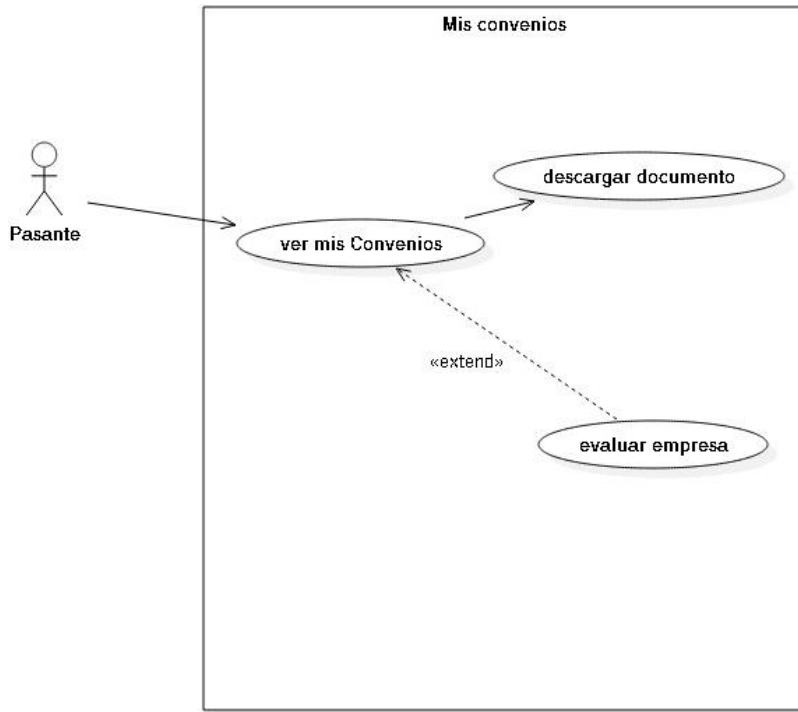 Mis convenios
descargar documento
Pasante
ver mis Convenios
«extend»
evaluar empresa